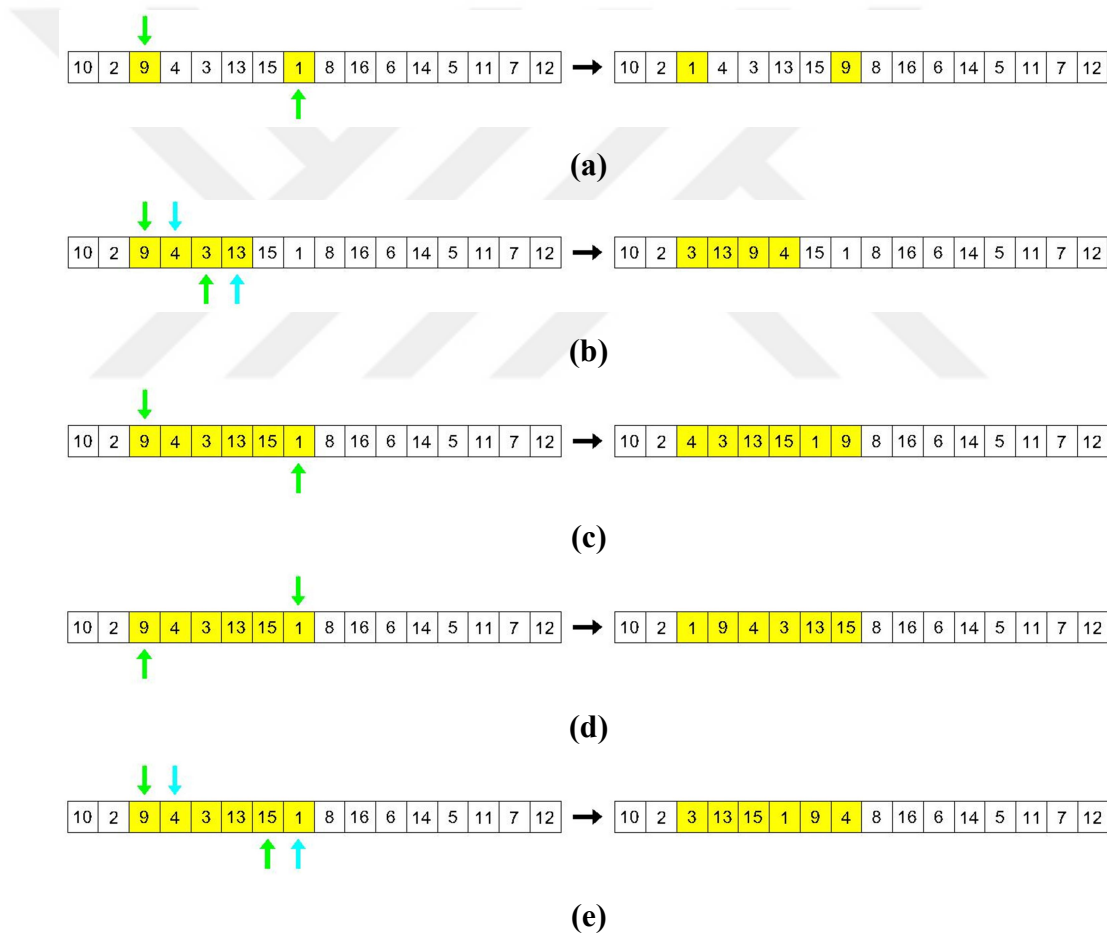 10 2 9 4 3 13 15 1 8 16 6 14 5 11 7 12 10 2 1 4 3 13 15 9 8 16 6 14 5 11 7 12
(a)
10 2 9 4 3 13 15 1 8 16 6 14 5 11 7 12 10 2 3 13 9 4 15 1 8 16 6 14 5 11 7 12
(b)
10 2 9 4 3 13 15 1 8 16 6 14 5 11 7 12 10 2 4 3 13 15 1 9 8 16 6 14 5 11 7 12
(c)
10 2 9 4 3 13 15 1 8 16 6 14 5 11 7 12 10 2 1 9 4 3 13 15 8 16 6 14 5 11 7 12
(d)
10 2 9 4 3 13 15 1 8 16 6 14 5 11 7 12 10 2 3 13 15 1 9 4 8 16 6 14 5 11 7 12
(e)